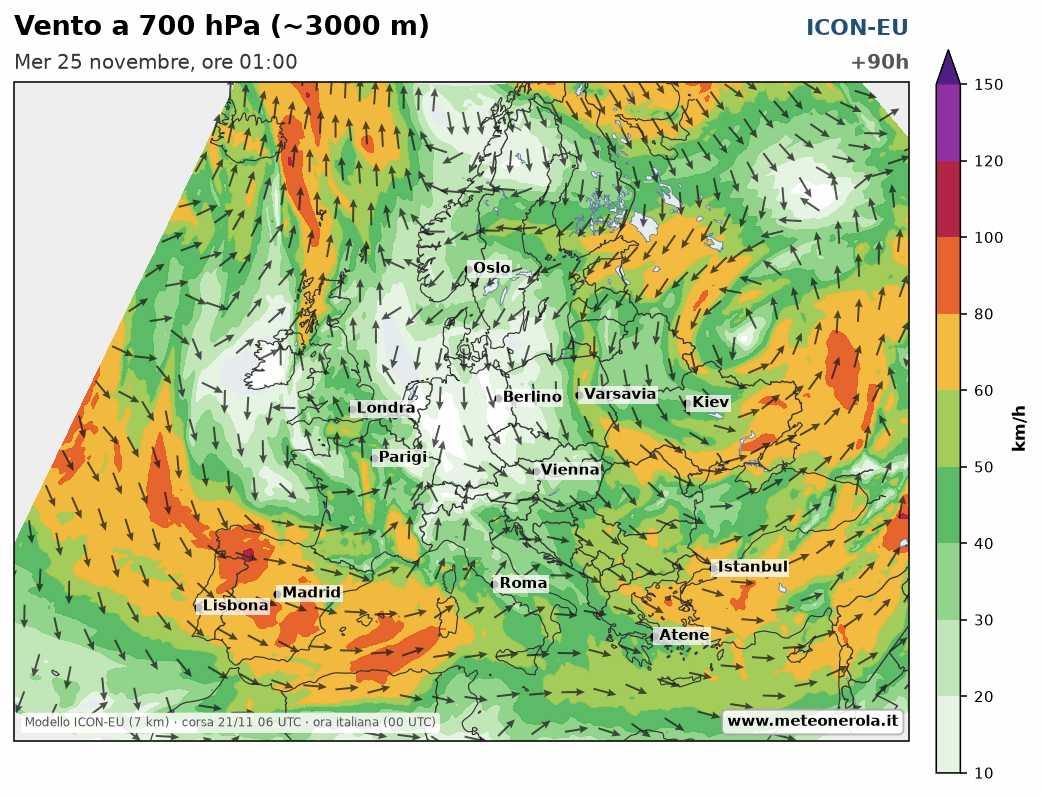 Vento a 700 hPa (~3000 m)
ICON-EU
Mer 25 novembre, ore 01:00
+90h
150
120
100
80
60
50
40
30
20
10
km/h
Oslo
Berlino
Varsavia
Kiev
Londra
Parigi
Vienna
Istanbul
Roma
Madrid
Lisbona
Atene
Modello ICON-EU (7 km) · corsa 21/11 06 UTC · ora italiana (00 UTC)
www.meteonerola.it